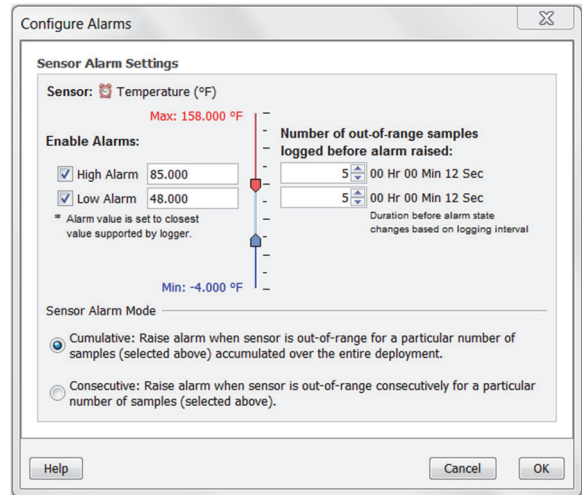 Configure Alarms
Sensor Alarm Settings
Sensor: Temperature (°F)
Max: 158.000 °F
Enable Alarms:
High Alarm 85.000
Low Alarm 48.000
* Alarm value is set to closest
value supported by logger.
Min: -4.000 °F
Number of out-of-range samples
logged before alarm raised:
5 00 Hr 00 Min 12 Sec
5 00 Hr 00 Min 12 Sec
Duration before alarm state
changes based on logging interval
Sensor Alarm Mode
Cumulative: Raise alarm when sensor is out-of-range for a particular number of
samples (selected above) accumulated over the entire deployment.
Consecutive: Raise alarm when sensor is out-of-range consecutively for a particular
number of samples (selected above).
Help Cancel OK